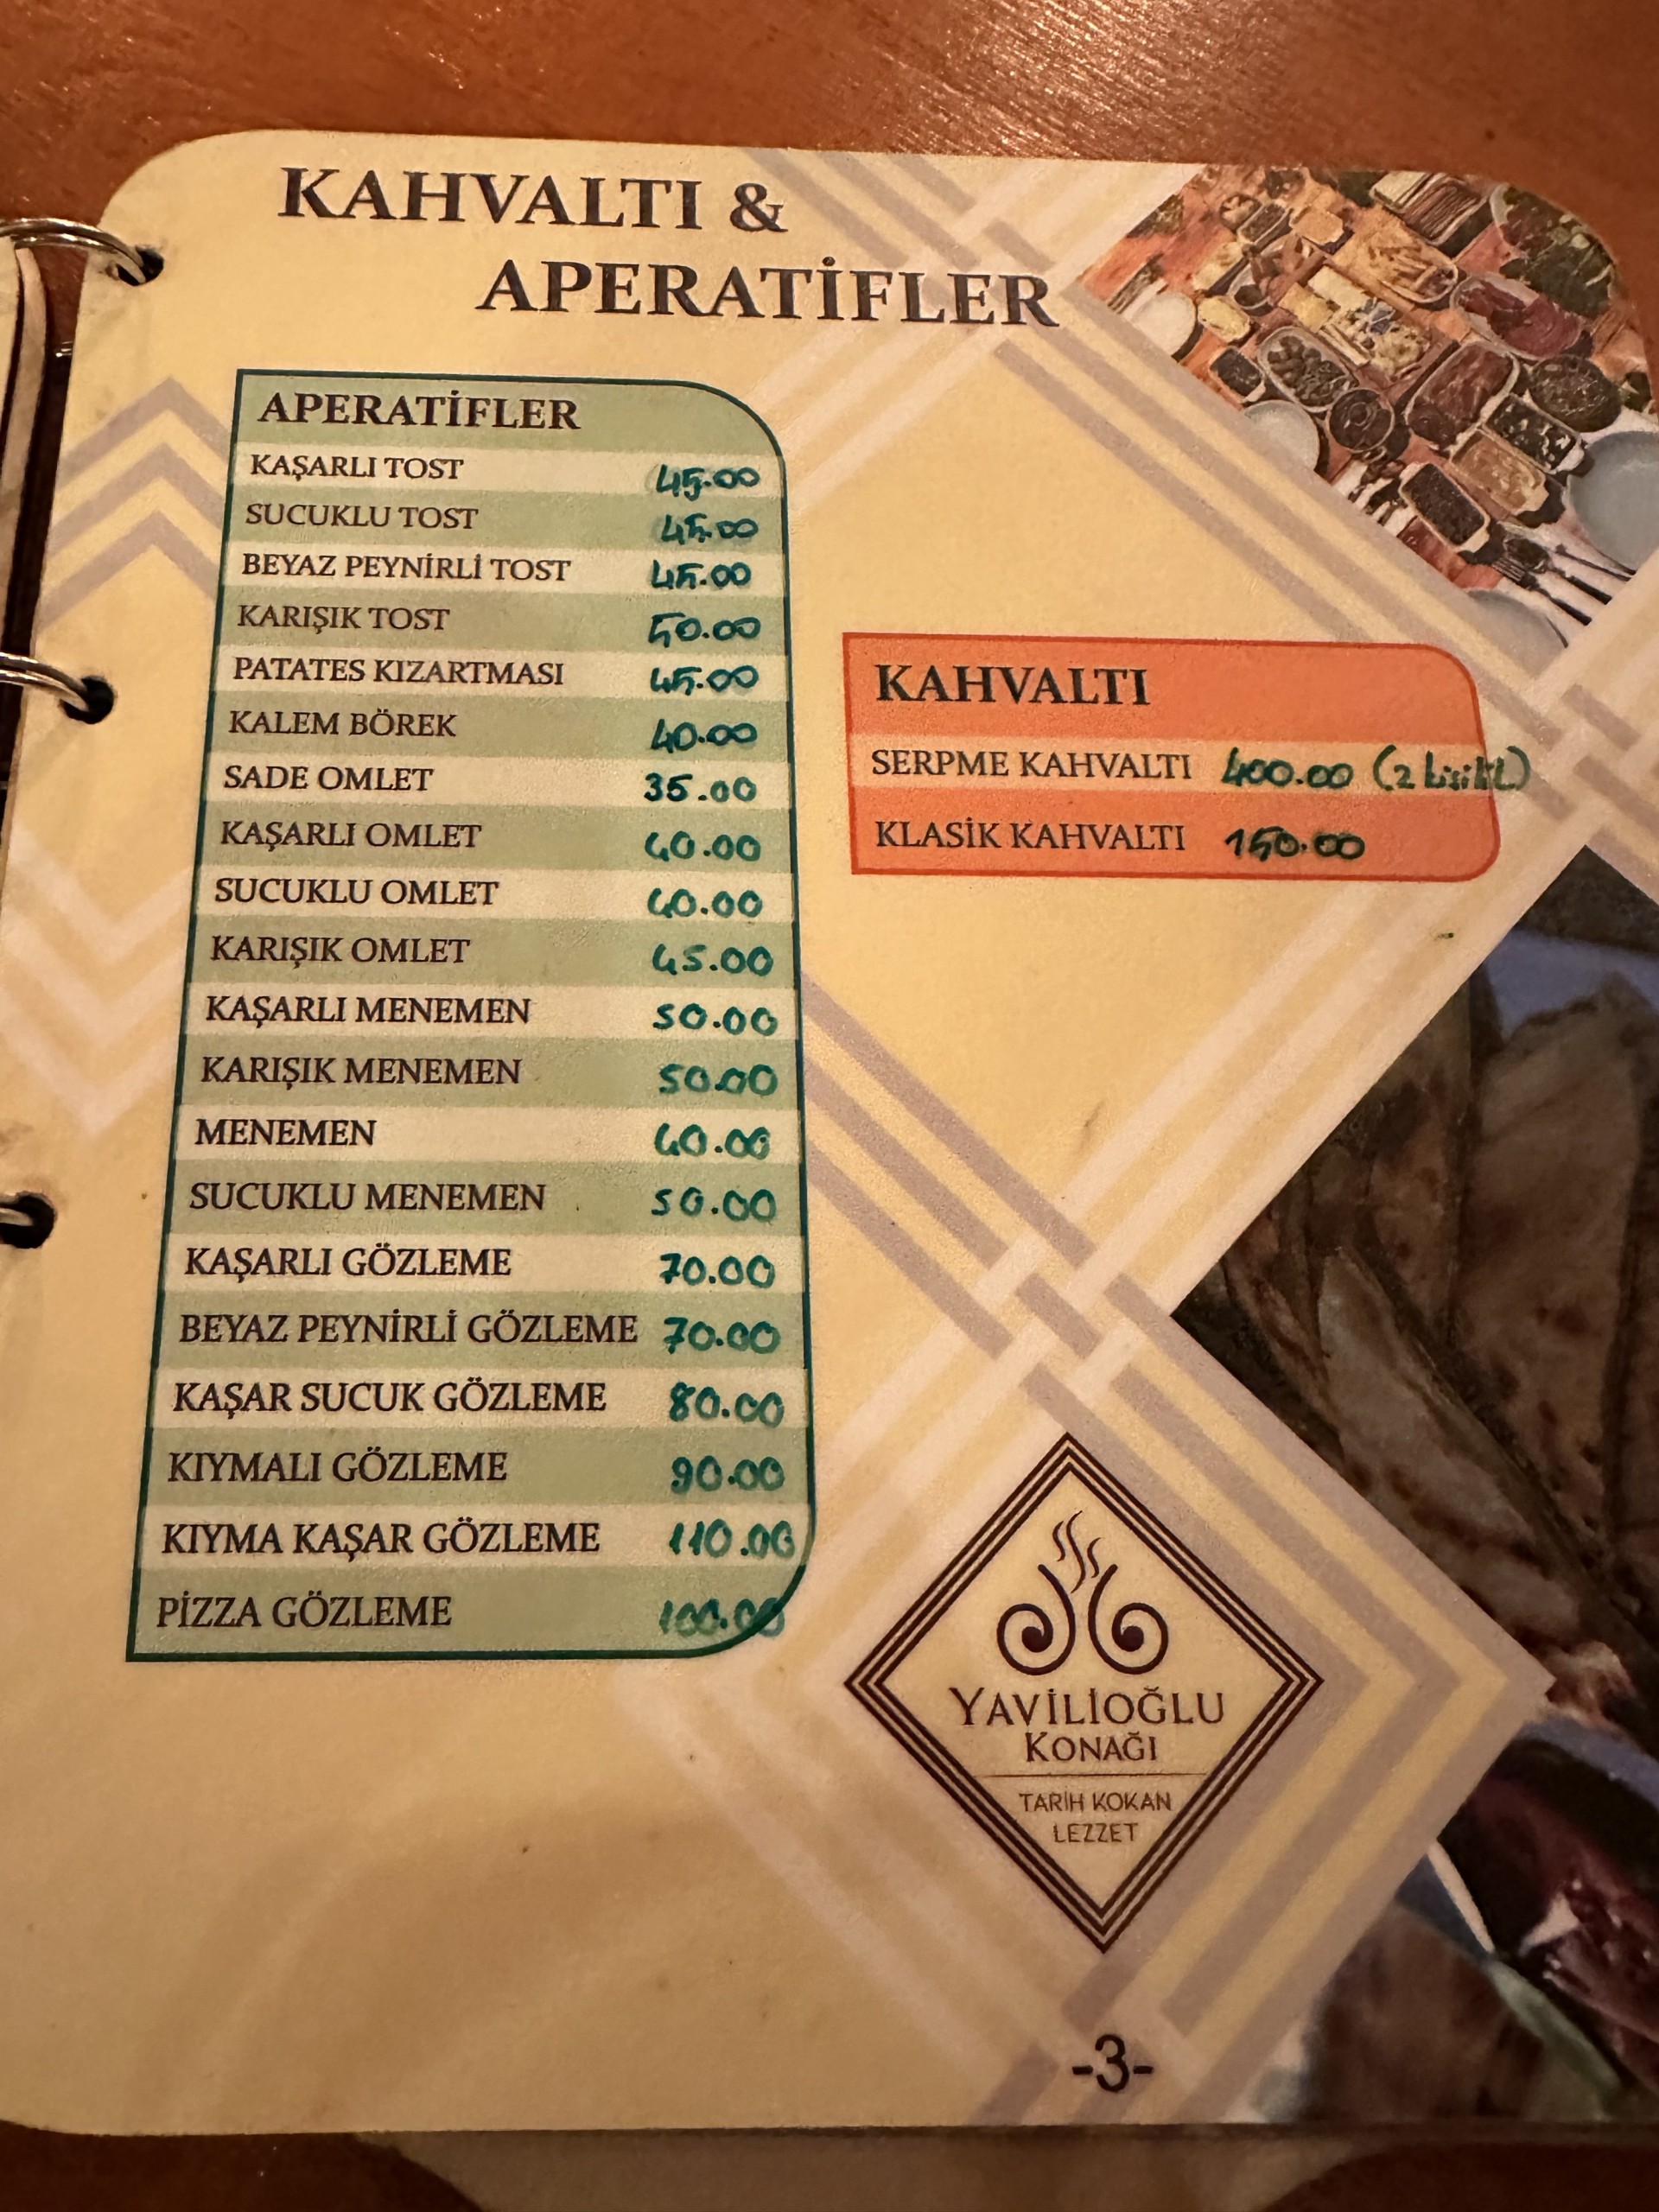 KAHVALTI &
APERATİFLER
APERATİFLER
KAŞARLI TOST 45.00
SUCUKLU TOST 45.00
BEYAZ PEYNİRLİ TOST 45.00
KARIŞIK TOST 50.00
PATATES KIZARTMASI 45.00
KALEM BÖREK 40.00
SADE OMLET 35.00
KAŞARLI OMLET 40.00
SUCUKLU OMLET 40.00
KARIŞIK OMLET 45.00
KAŞARLI MENEMEN 50.00
KARIŞIK MENEMEN 50.00
MENEMEN 40.00
SUCUKLU MENEMEN 50.00
KAŞARLI GÖZLEME 70.00
BEYAZ PEYNİRLİ GÖZLEME 70.00
KAŞAR SUCUK GÖZLEME 80.00
KIYMALI GÖZLEME 90.00
KIYMA KAŞAR GÖZLEME 110.00
PİZZA GÖZLEME 100.00
KAHVALTI
SERPME KAHVALTI 400.00 (2 kişilik)
KLASİK KAHVALTI 150.00
YAVİLİOĞLU
KONAĞI
TARİH KOKAN
LEZZET
-3-